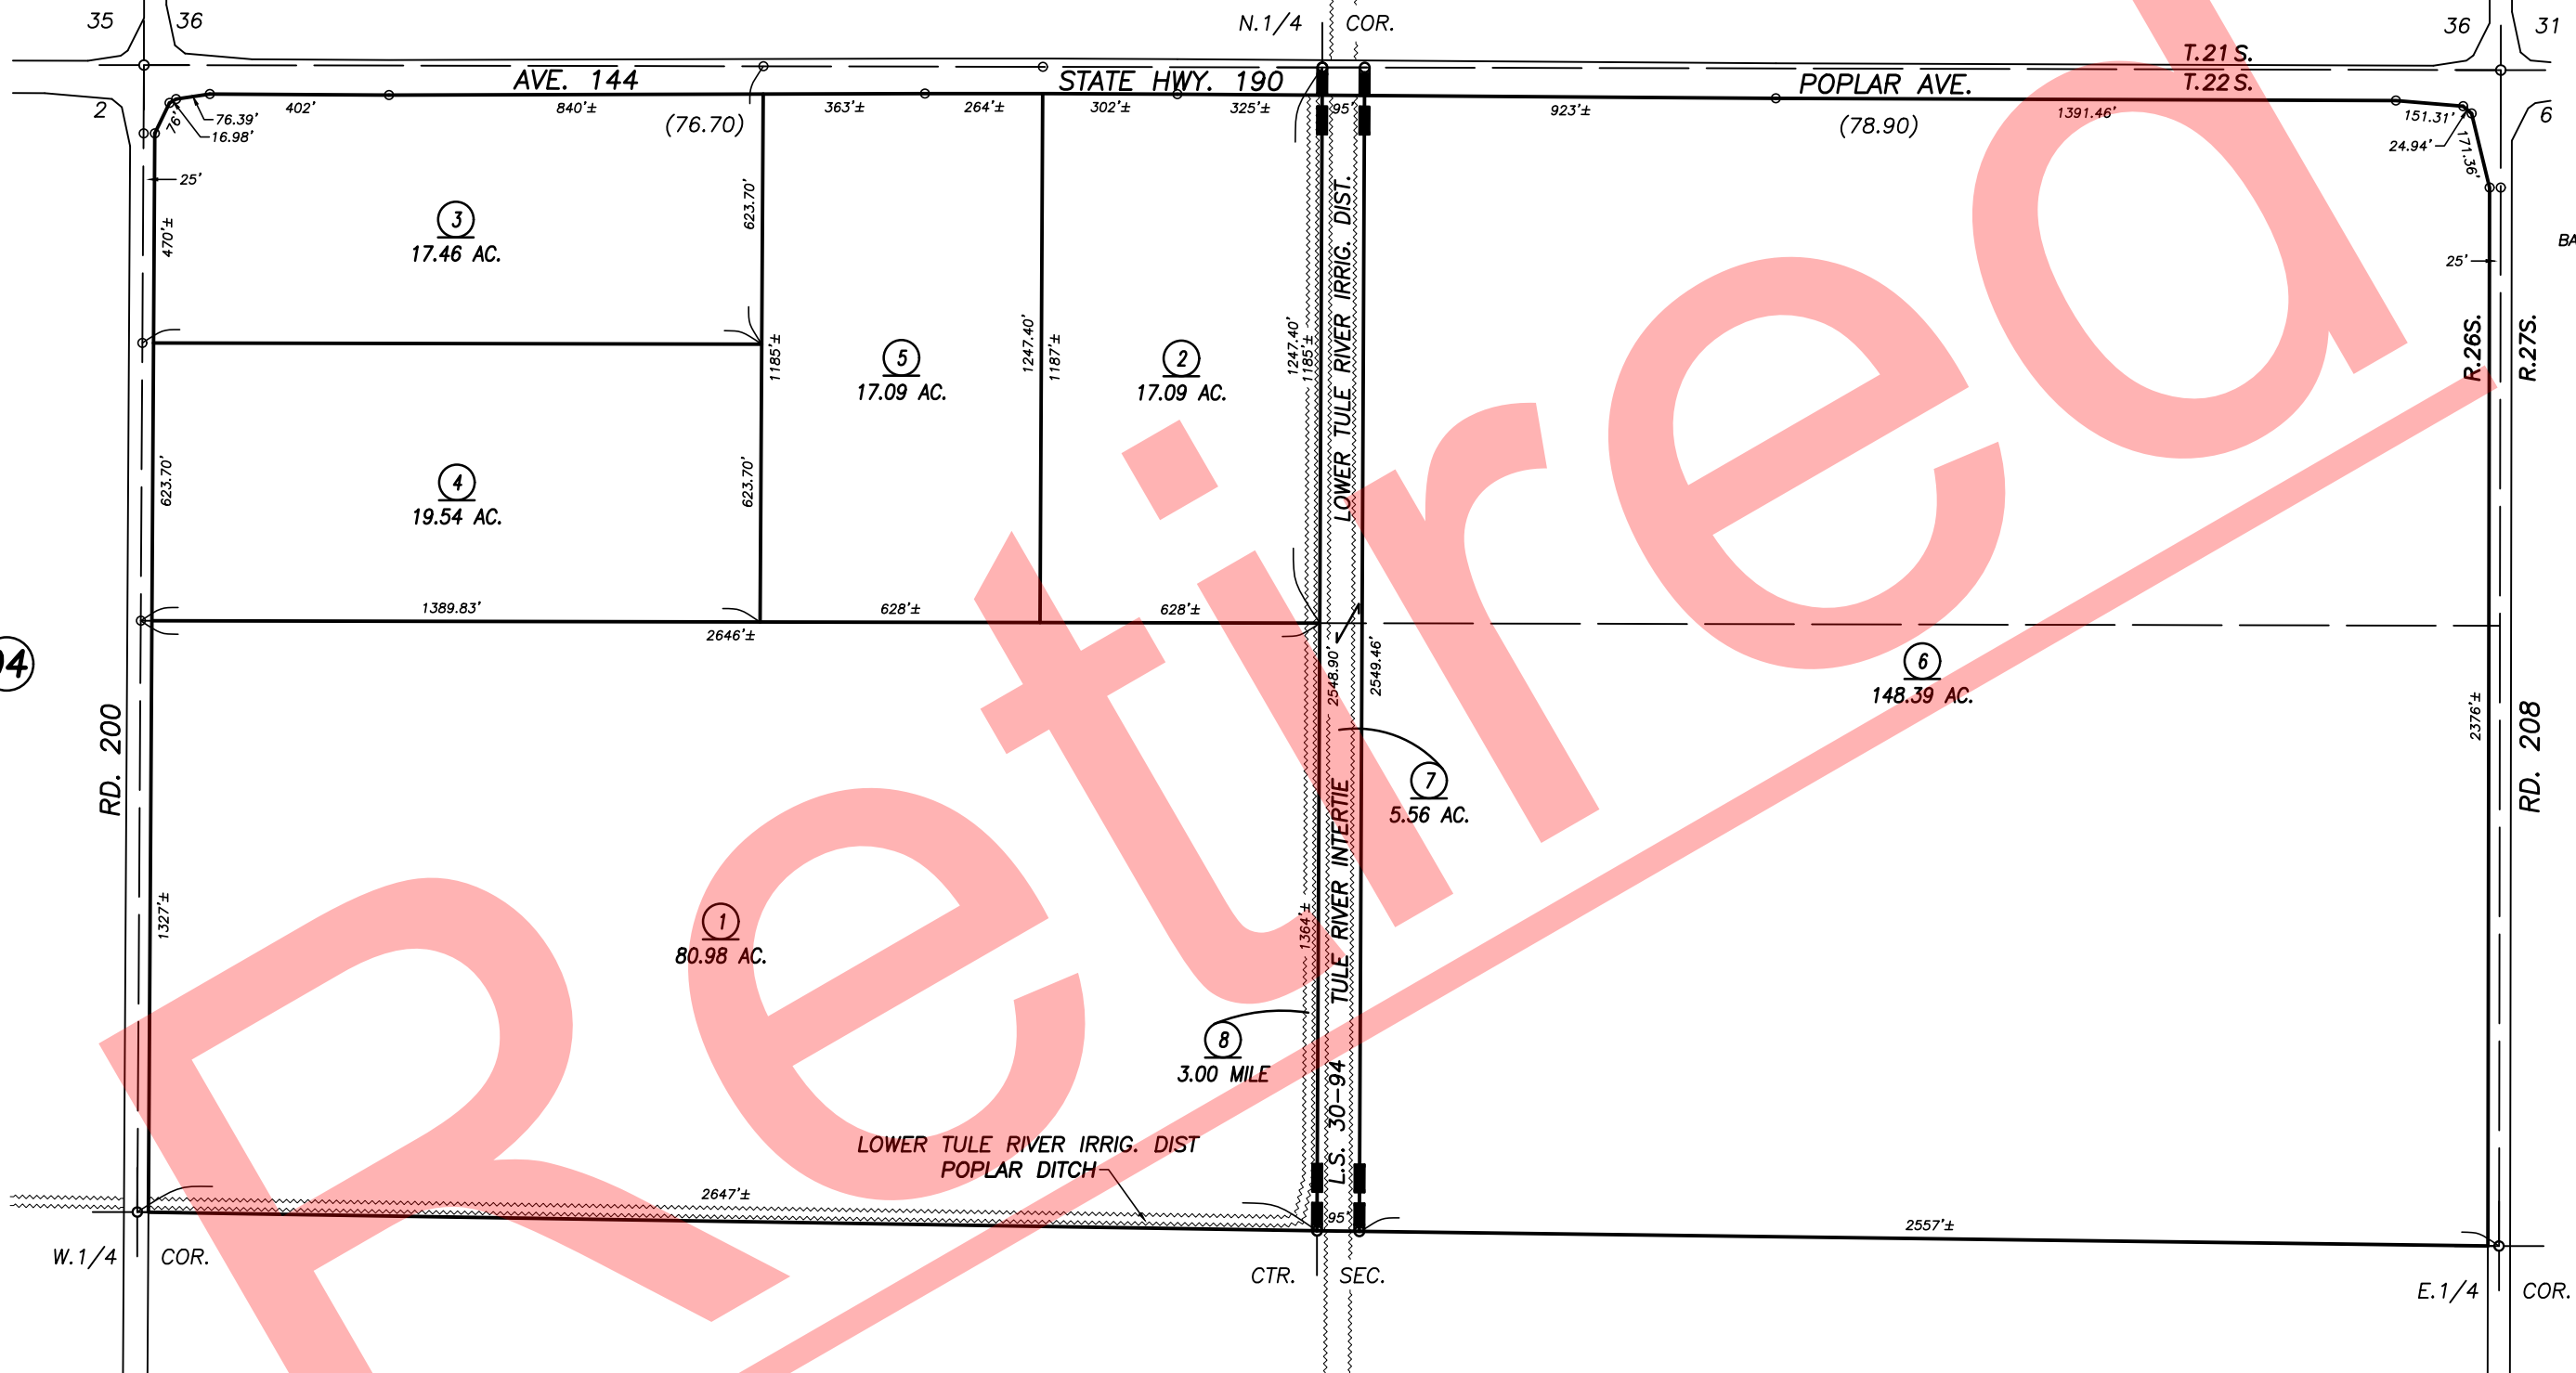 35
36
N.1/4
COR.
36
31
T.21 S.
AVE. 144
STATE HWY. 190
POPLAR AVE.
T.22 S.
2
76'
76.39'
16.98'
402'
840'±
(76.70)
363'±
264'±
302'±
325'±
95'
923'±
(78.90)
1391.46'
151.31'
24.94'
171.36'
6
25'
470'±
3
17.46 AC.
623.70'
25'
LOWER TULE RIVER IRRIG. DIST.
R.26S.
R.27S.
1185'±
5
17.09 AC.
1247.40'
1187'±
2
17.09 AC.
1247.40'
1185'±
623.70'
4
19.54 AC.
623.70'
1389.83'
628'±
628'±
2646'±
2548.90'
2549.46'
6
148.39 AC.
RD. 200
2376'±
RD. 208
7
5.56 AC.
TULE RIVER INTERTIE
1327'±
1
80.98 AC.
1364'±
8
3.00 MILE
L.S. 30-94
LOWER TULE RIVER IRRIG. DIST
POPLAR DITCH
2647'±
95'
2557'±
W.1/4
COR.
CTR.
SEC.
E.1/4
COR.
Retired